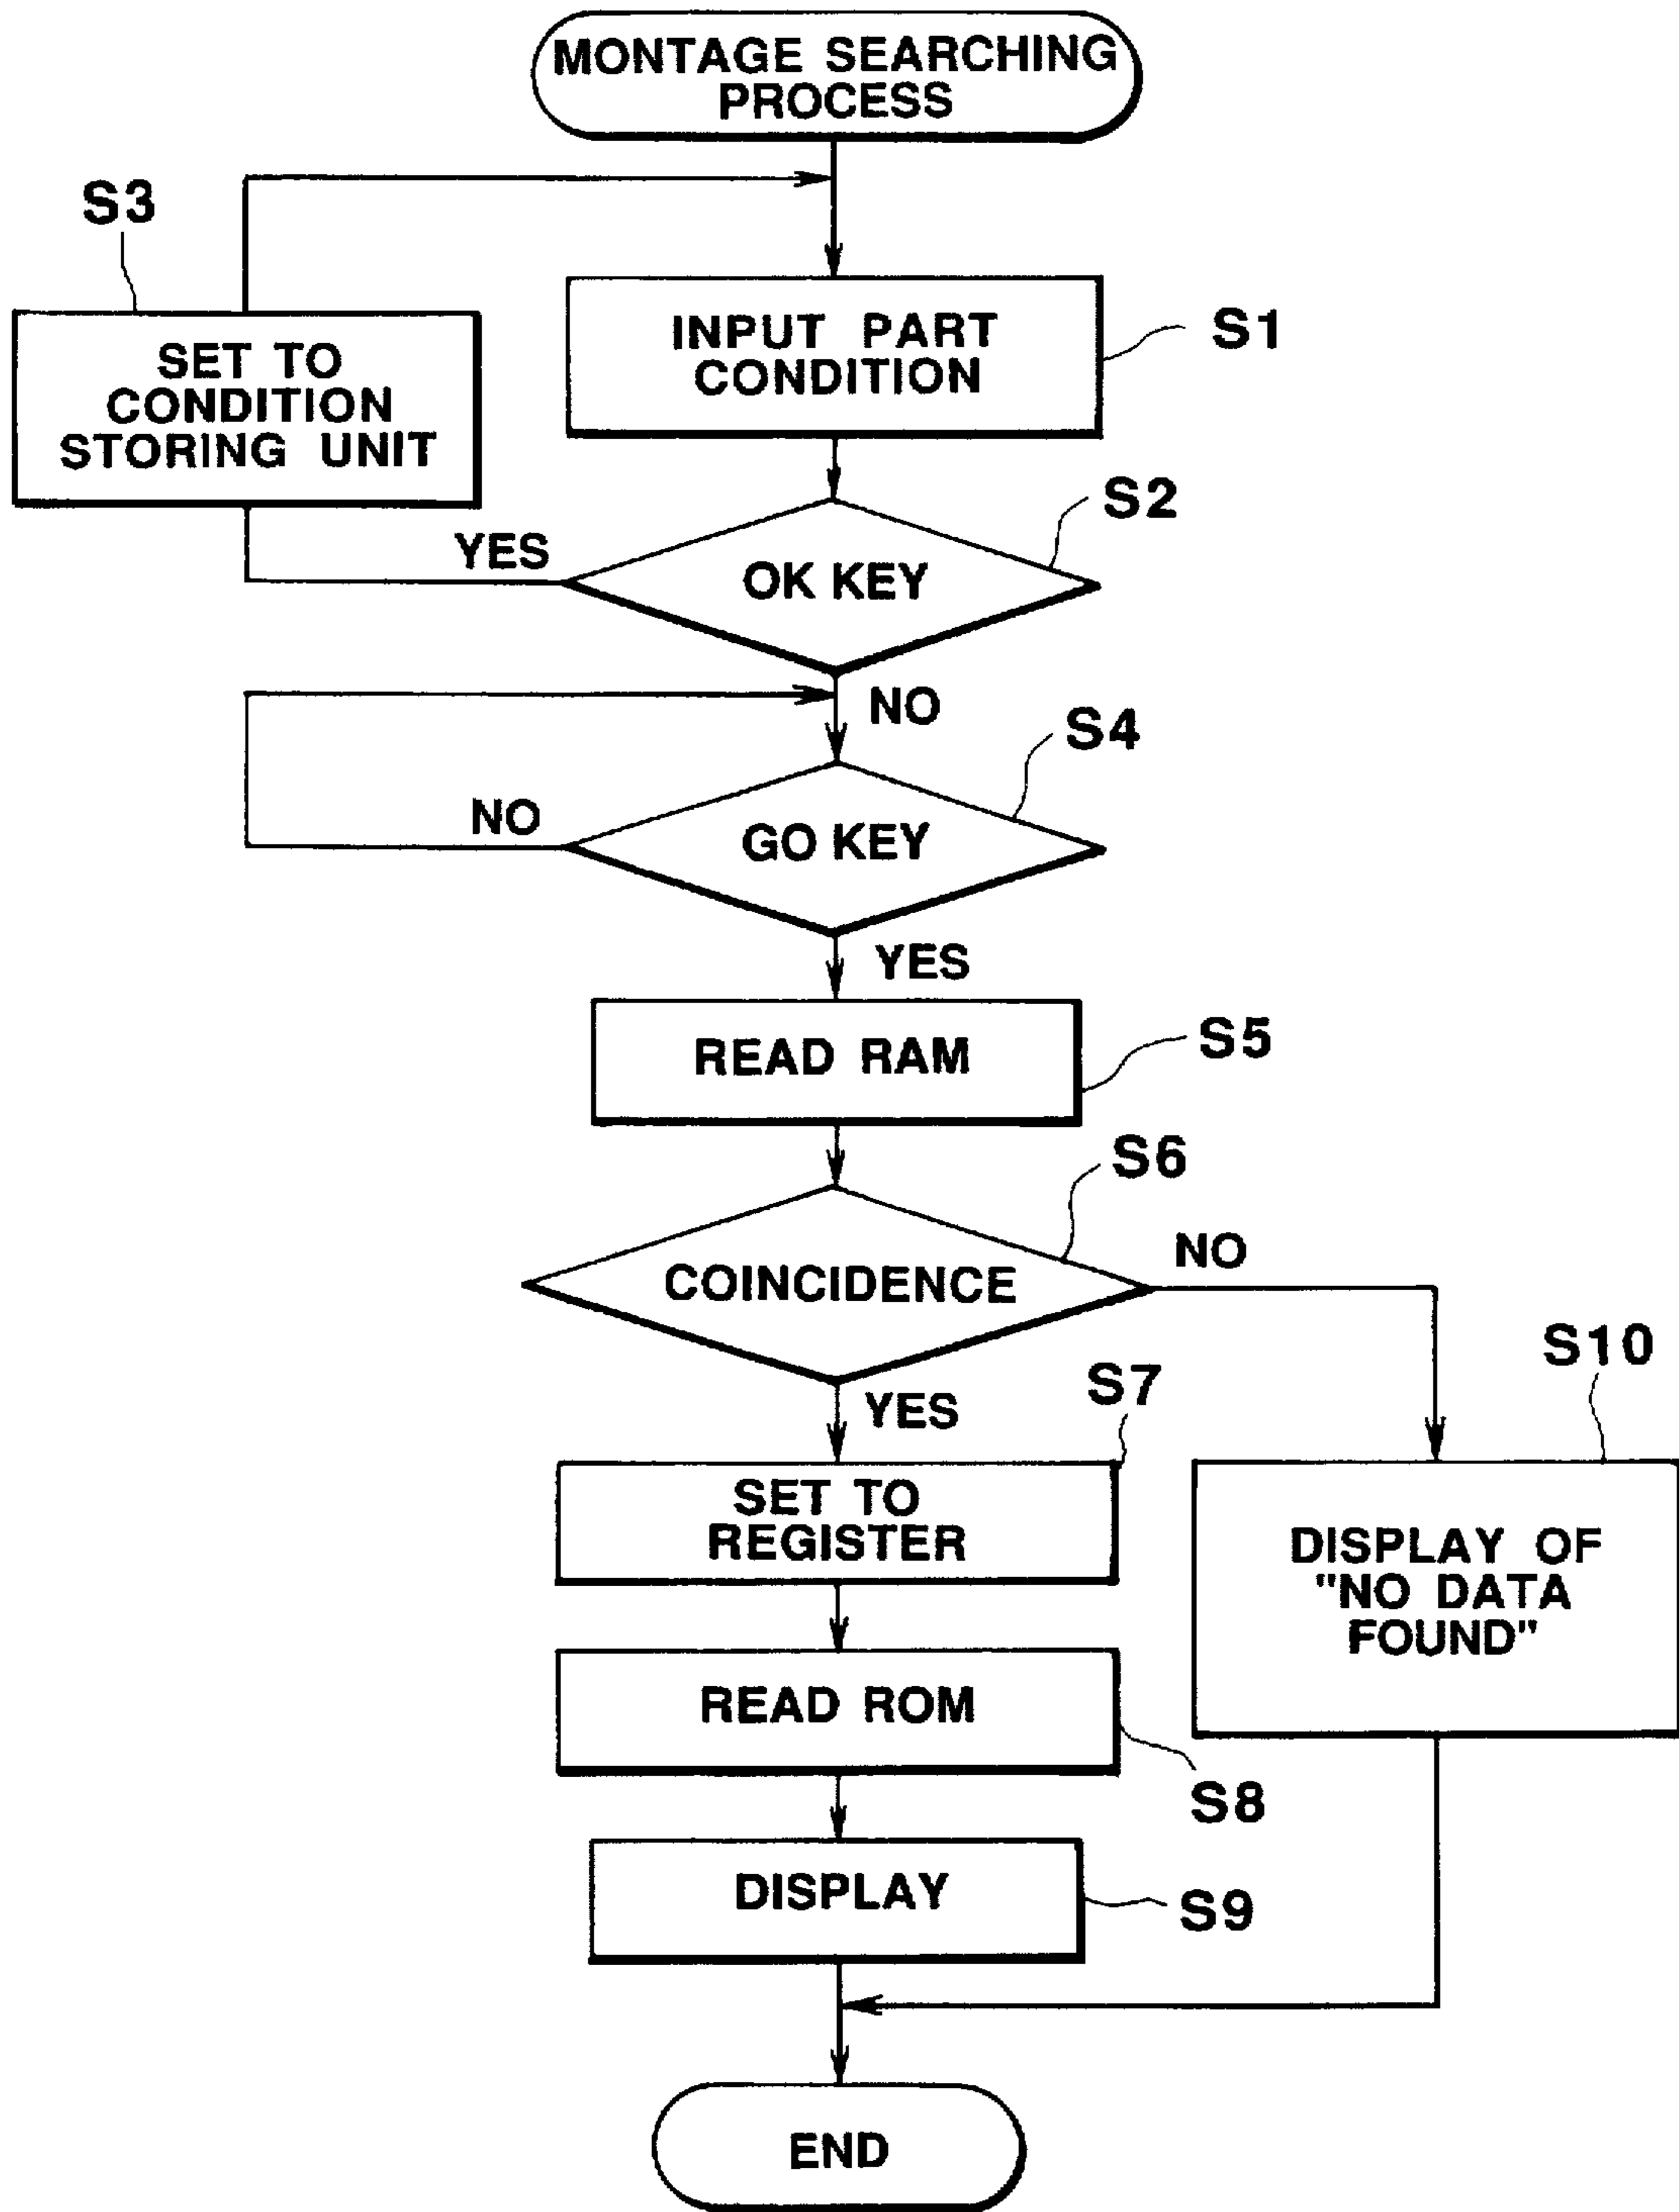 MONTAGE SEARCHING
PROCESS
S3
SET TO
CONDITION
STORING UNIT
INPUT PART
CONDITION
S1
S2
YES
OK KEY
NO
S4
NO
GO KEY
YES
READ RAM
S5
S6
COINCIDENCE
NO
S10
YES
S7
SET TO
REGISTER
DISPLAY OF
"NO DATA
FOUND"
READ ROM
S8
DISPLAY
S9
END